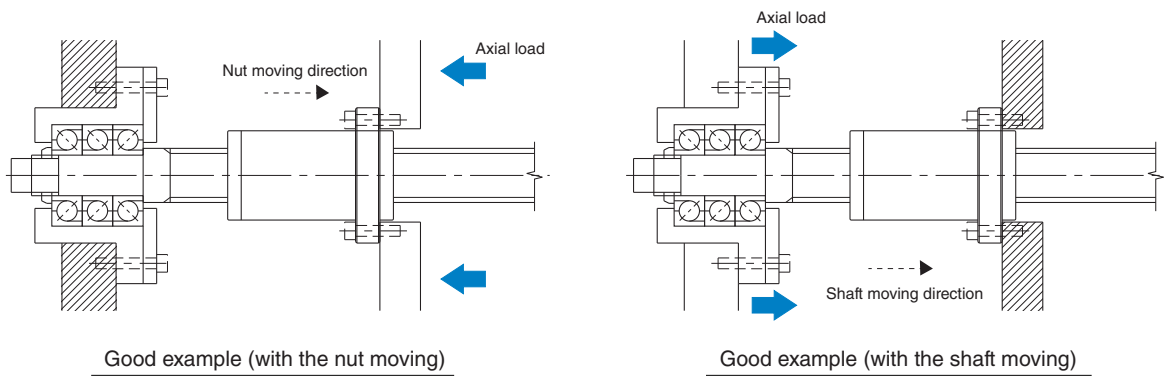 Axial load
Nut moving direction
Good example (with the nut moving)
Axial load
Shaft moving direction
Good example (with the shaft moving)